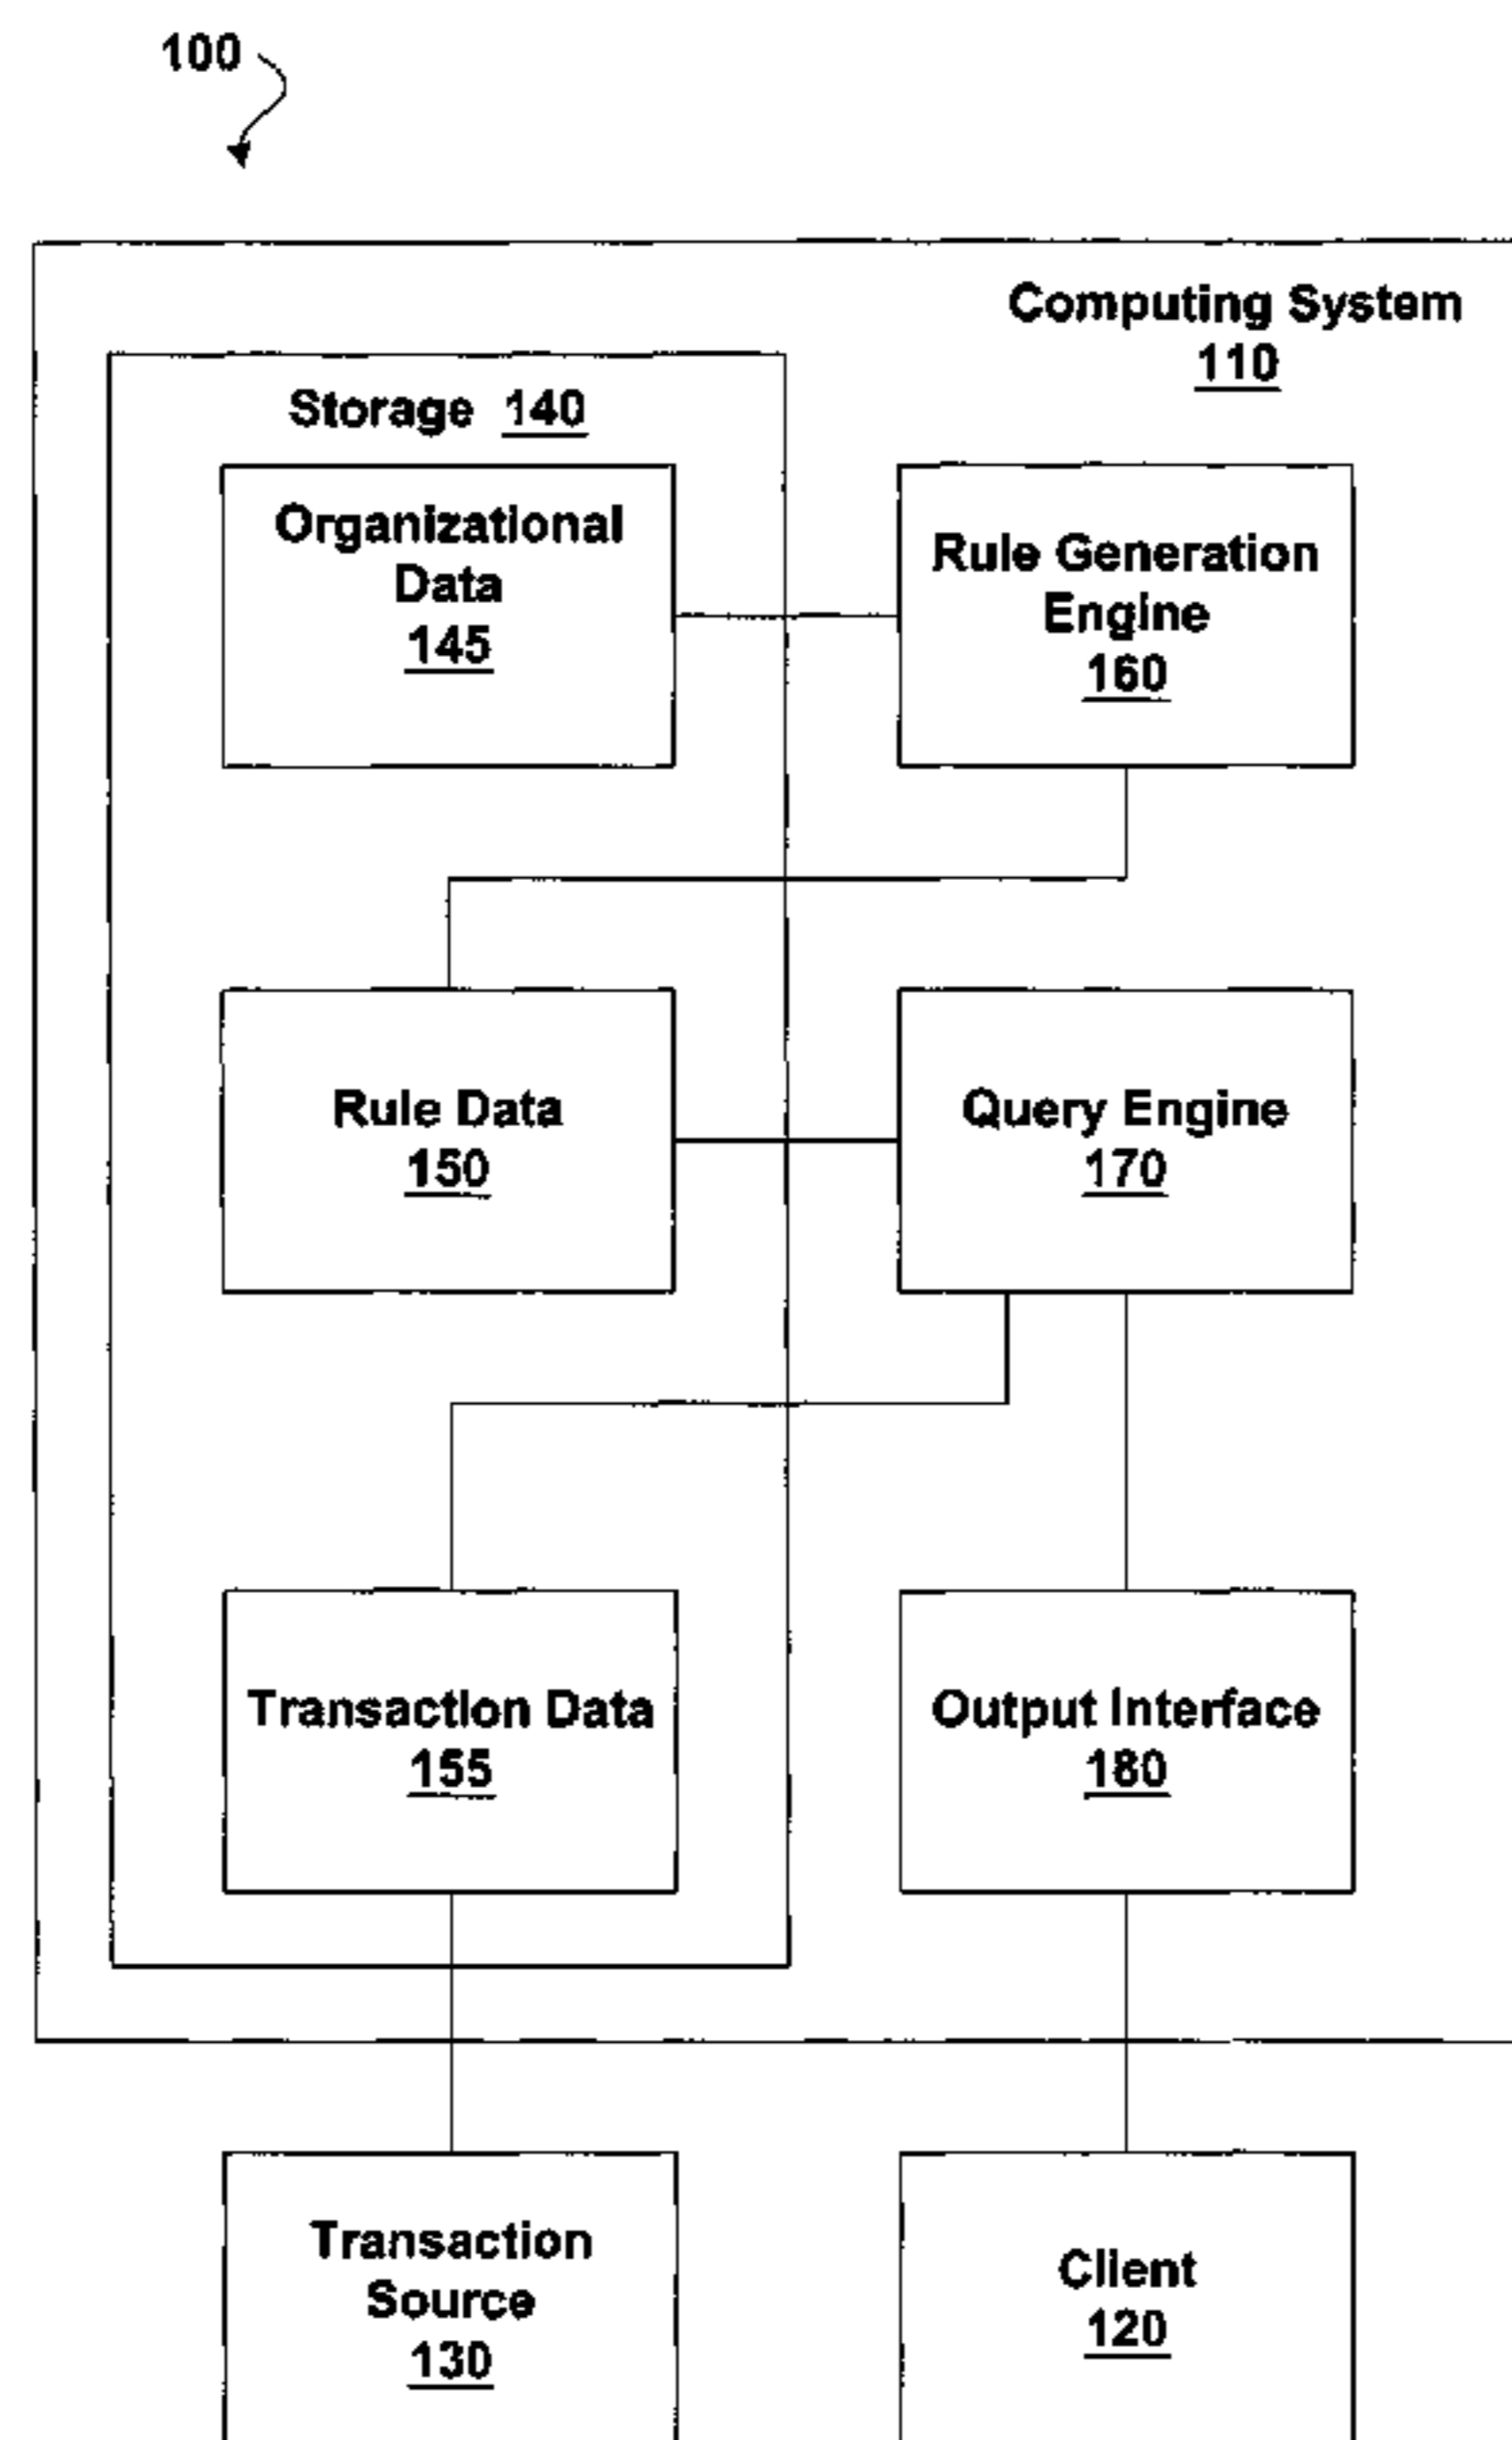 100
Computing System
110
Storage 140
Organizational
Data
145
Rule Generation
Engine
160
Rule Data
150
Query Engine
170
Transaction Data
155
Output Interface
180
Transaction
Source
130
Client
120